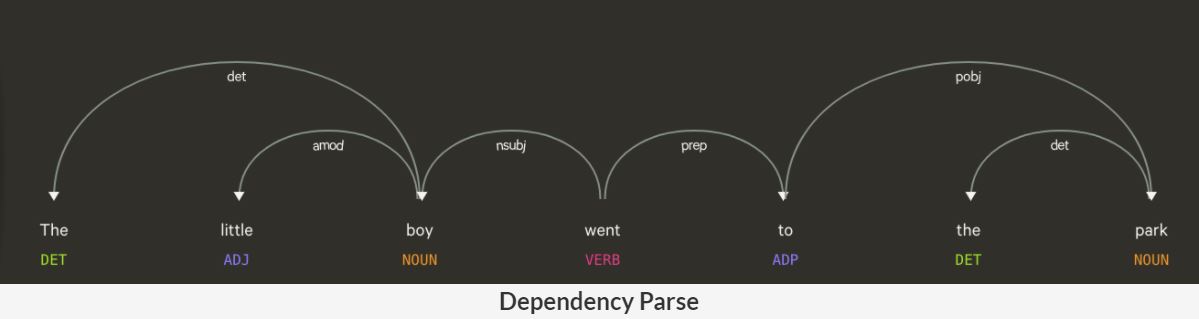 det pobj
amod nsubj prep det
The little boy went to the park
DET ADJ NOUN VERB ADP DET NOUN
Dependency Parse